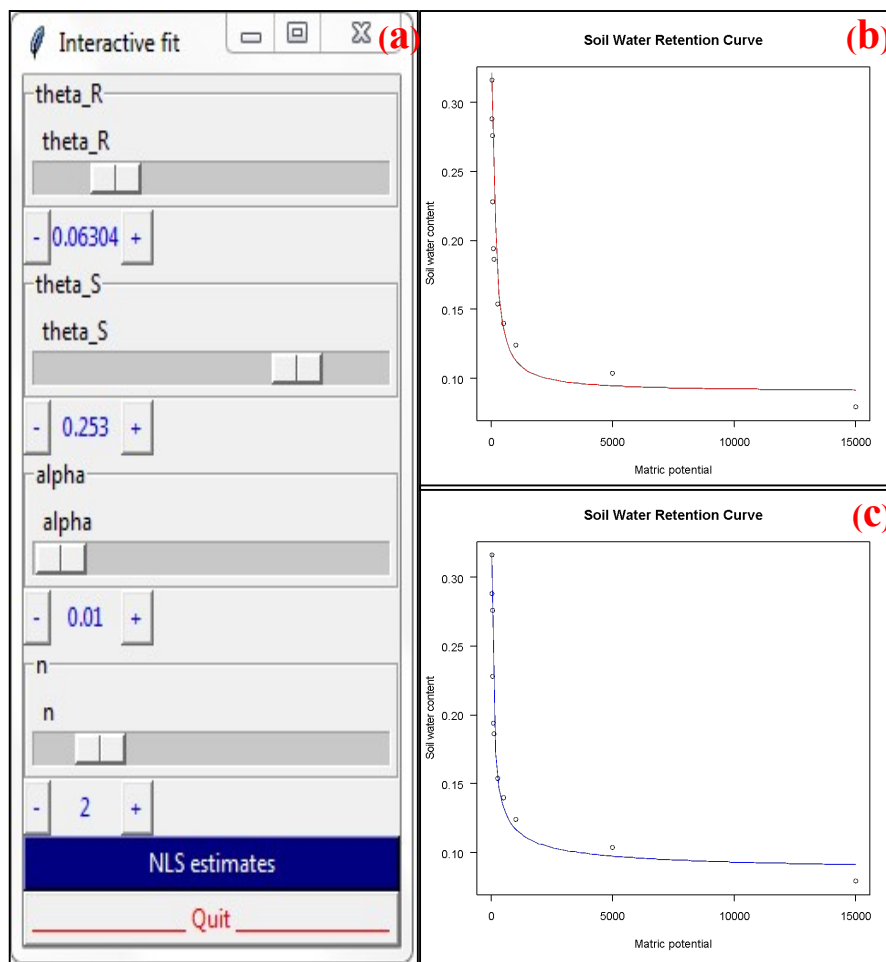 Interactive fit
(a)
theta_R
theta_R
- 0.06304 +
theta_S
theta_S
- 0.253 +
alpha
alpha
- 0.01 +
n
n
- 2 +
NLS estimates
Quit
Soil Water Retention Curve
(b)
Soil water content
0.30
0.25
0.20
0.15
0.10
0 5000 10000 15000
Matric potential
Soil Water Retention Curve
(c)
Soil water content
0.30
0.25
0.20
0.15
0.10
0 5000 10000 15000
Matric potential